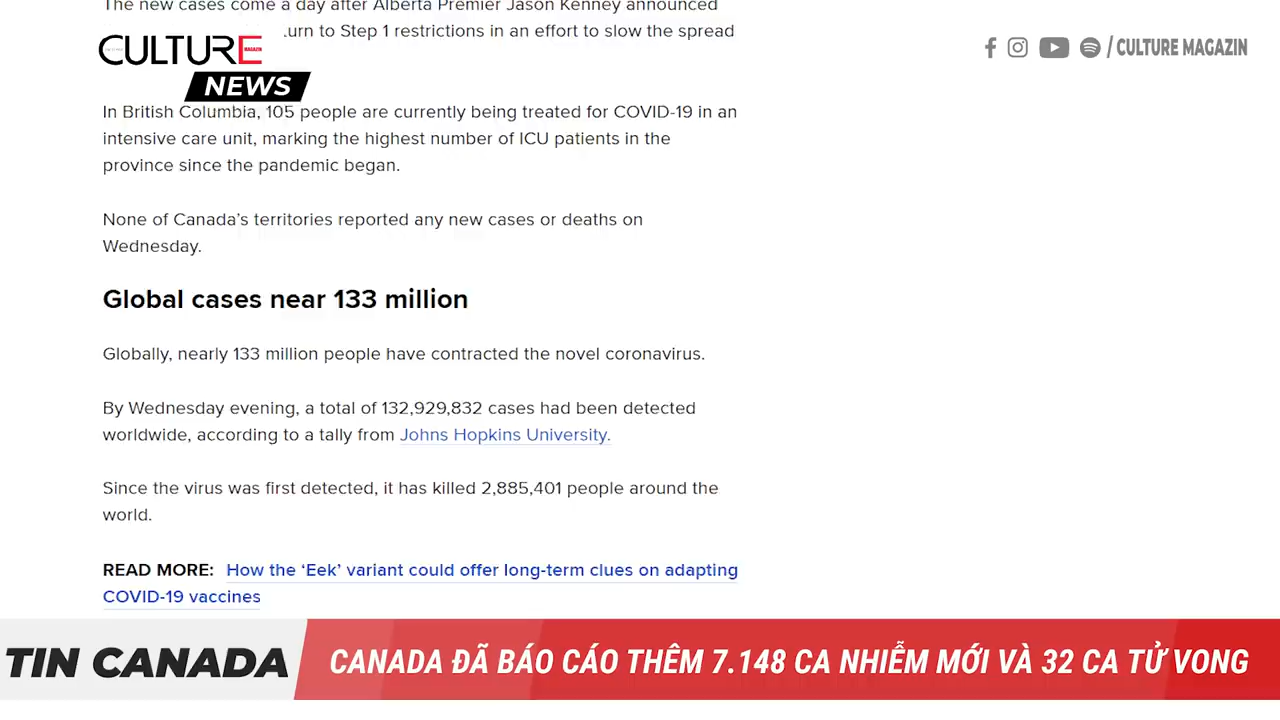 The new cases come a day after Alberta Premier Jason Kenney announced
urn to Step 1 restrictions in an effort to slow the spread
CULTURE MAGAZIN
NEWS
/ CULTURE MAGAZIN
In British Columbia, 105 people are currently being treated for COVID-19 in an
intensive care unit, marking the highest number of ICU patients in the
province since the pandemic began.
None of Canada’s territories reported any new cases or deaths on
Wednesday.
Global cases near 133 million
Globally, nearly 133 million people have contracted the novel coronavirus.
By Wednesday evening, a total of 132,929,832 cases had been detected
worldwide, according to a tally from Johns Hopkins University.
Since the virus was first detected, it has killed 2,885,401 people around the
world.
READ MORE: How the ‘Eek’ variant could offer long-term clues on adapting
COVID-19 vaccines
TIN CANADA
CANADA ĐÃ BÁO CÁO THÊM 7.148 CA NHIỄM MỚI VÀ 32 CA TỬ VONG